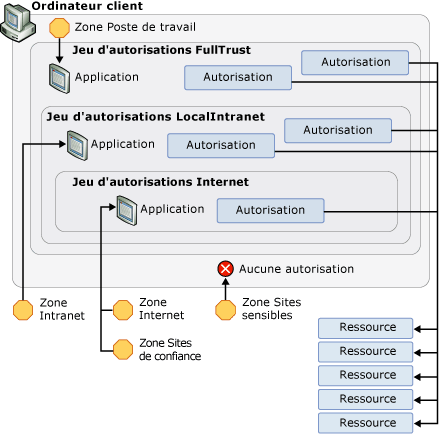 Ordinateur client
Zone Poste de travail
Jeu d'autorisations FullTrust
Autorisation
Application
Autorisation
Jeu d'autorisations LocalIntranet
Autorisation
Application
Autorisation
Jeu d'autorisations Internet
Application
Autorisation
Aucune autorisation
Zone
Intranet
Zone
Internet
Zone Sites
sensibles
Zone Sites
de confiance
Ressource
Ressource
Ressource
Ressource
Ressource